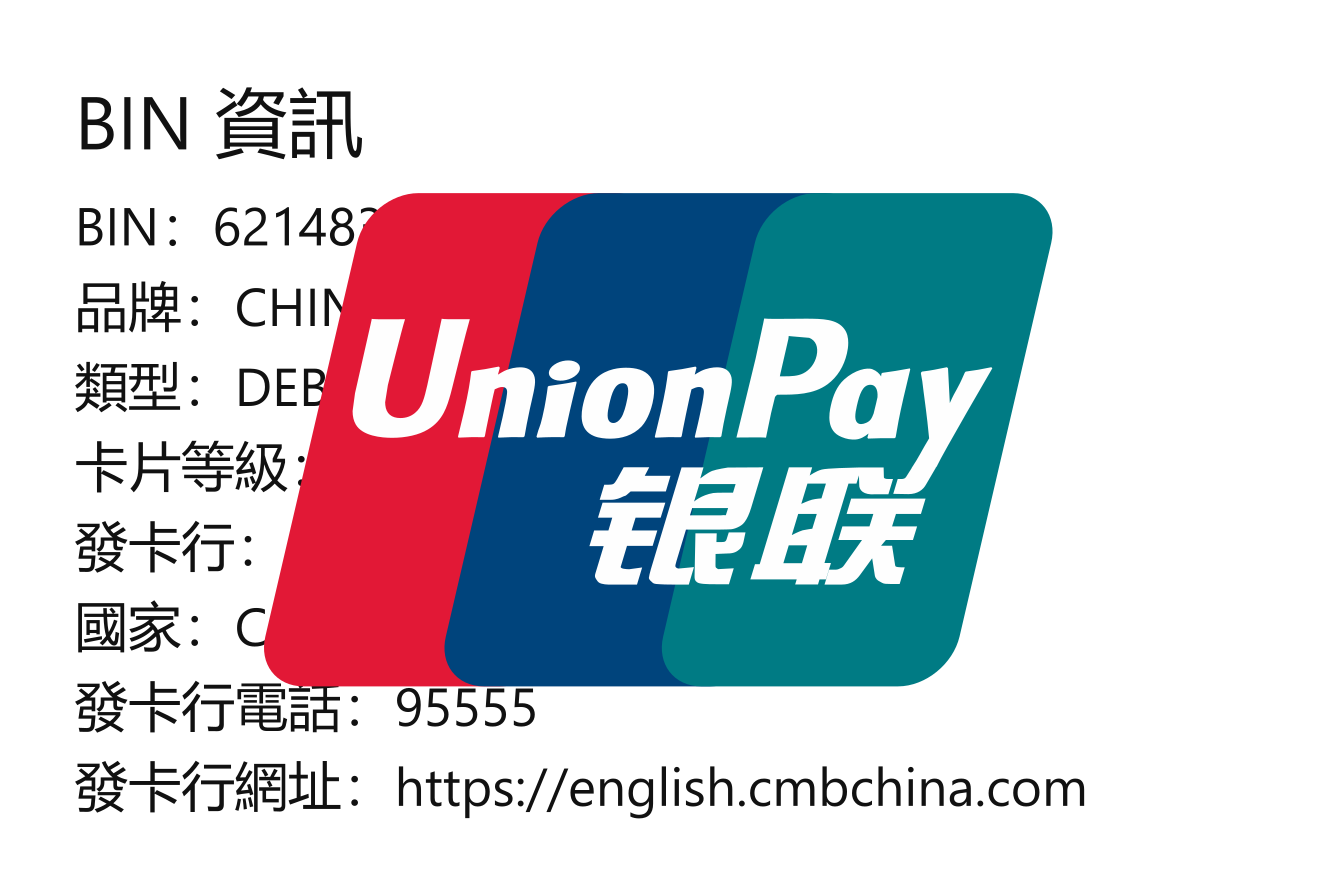 BIN 資訊
BIN：62148
品牌：CHIN
類型：DEB
卡片等級：
發卡行：
國家：C
UnionPay
银联
發卡行電話：95555
發卡行網址：https://english.cmbchina.com